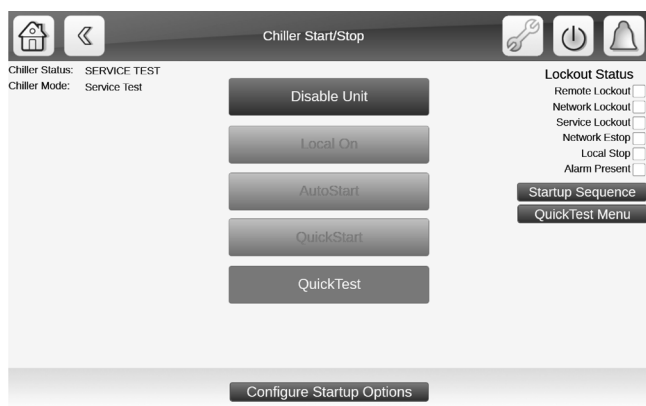 Chiller Start/Stop
Chiller Status: SERVICE TEST
Chiller Mode: Service Test
Disable Unit
Local On
AutoStart
QuickStart
QuickTest
Lockout Status
Remote Lockout
Network Lockout
Service Lockout
Network Estop
Local Stop
Alarm Present
Startup Sequence
QuickTest Menu
Configure Startup Options